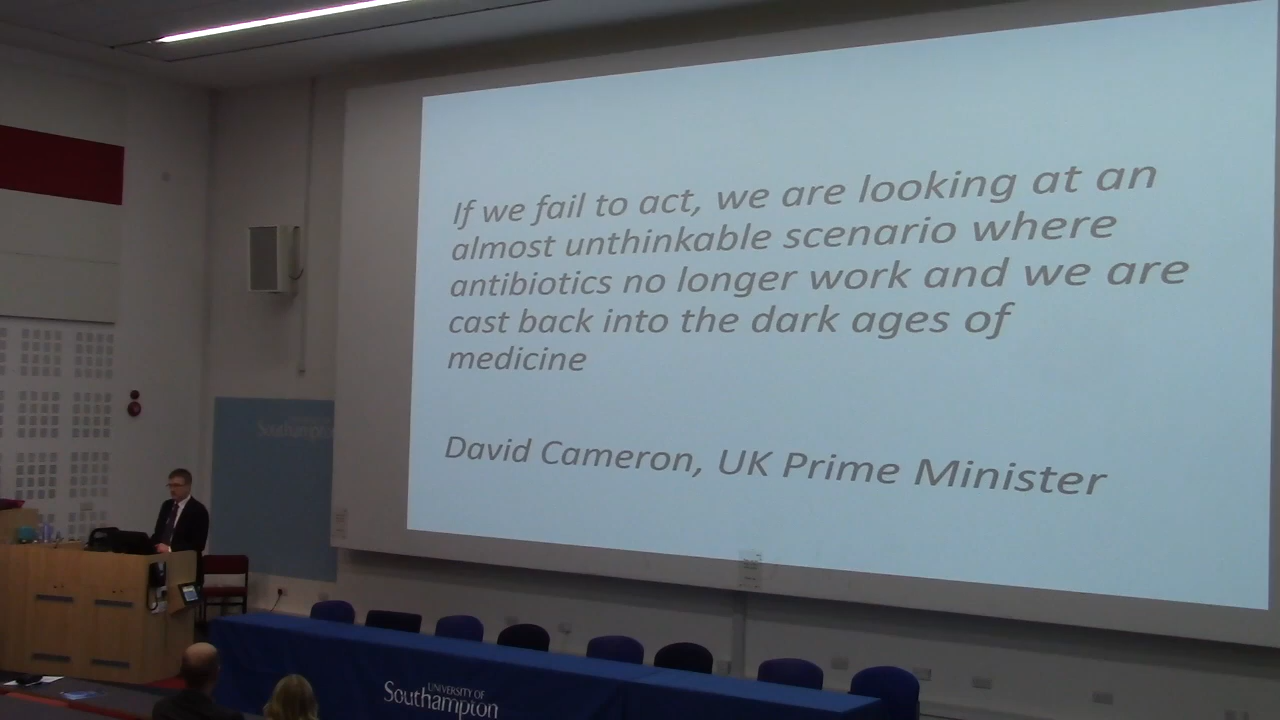 If we fail to act, we are looking at an
almost unthinkable scenario where
antibiotics no longer work and we are
cast back into the dark ages of
medicine
David Cameron, UK Prime Minister
Southampton
UNIVERSITY OF
Southampton